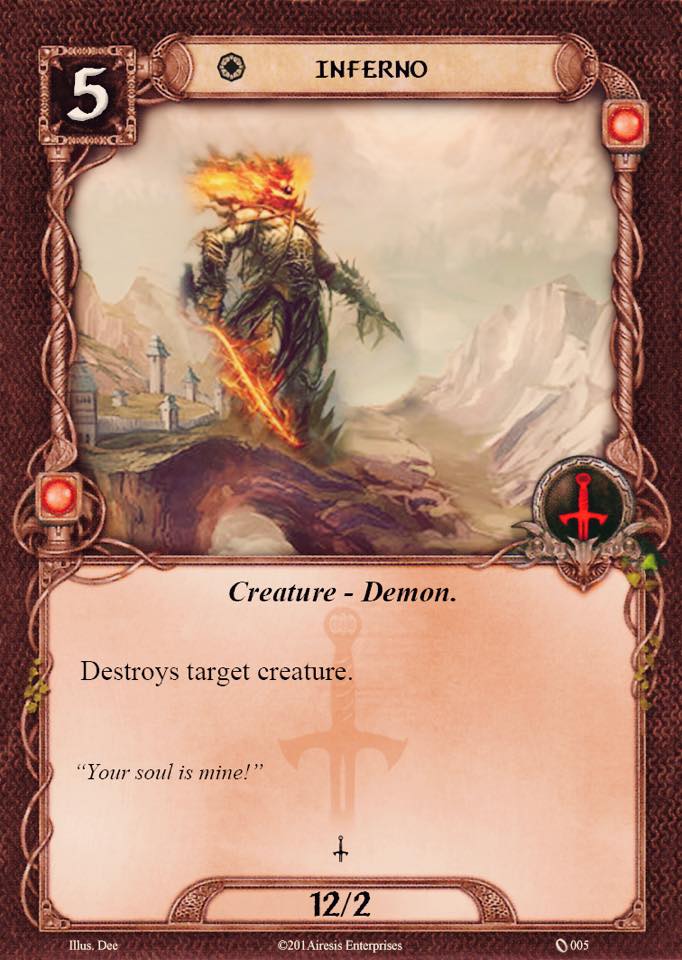 5
INFERNO
Creature - Demon.
Destroys target creature.
“Your soul is mine!”
12/2
Illus. Dee
©201Airesis Enterprises
005